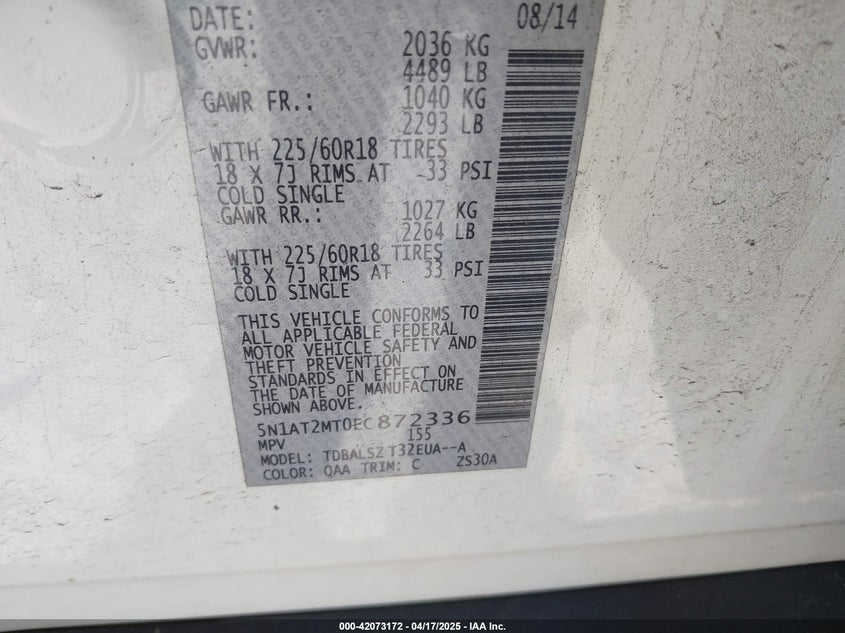 DATE: 08/14
GVWR: 2036 KG
4489 LB
GAWR FR.: 1040 KG
2293 LB
WITH 225/60R18 TIRES
18 X 7J RIMS AT 33 PSI
COLD SINGLE
GAWR RR.: 1027 KG
2264 LB
WITH 225/60R18 TIRES
18 X 7J RIMS AT 33 PSI
COLD SINGLE
THIS VEHICLE CONFORMS TO
ALL APPLICABLE FEDERAL
MOTOR VEHICLE SAFETY AND
THEFT PREVENTION
STANDARDS IN EFFECT ON
THE DATE OF MANUFACTURE
SHOWN ABOVE.
5N1AT2MT0EC872336
MPV 155
MODEL: TDBALSZ T32EUA--A
COLOR: QAA TRIM: C ZS30A
000-42073172 - 04/17/2025 - IAA Inc.